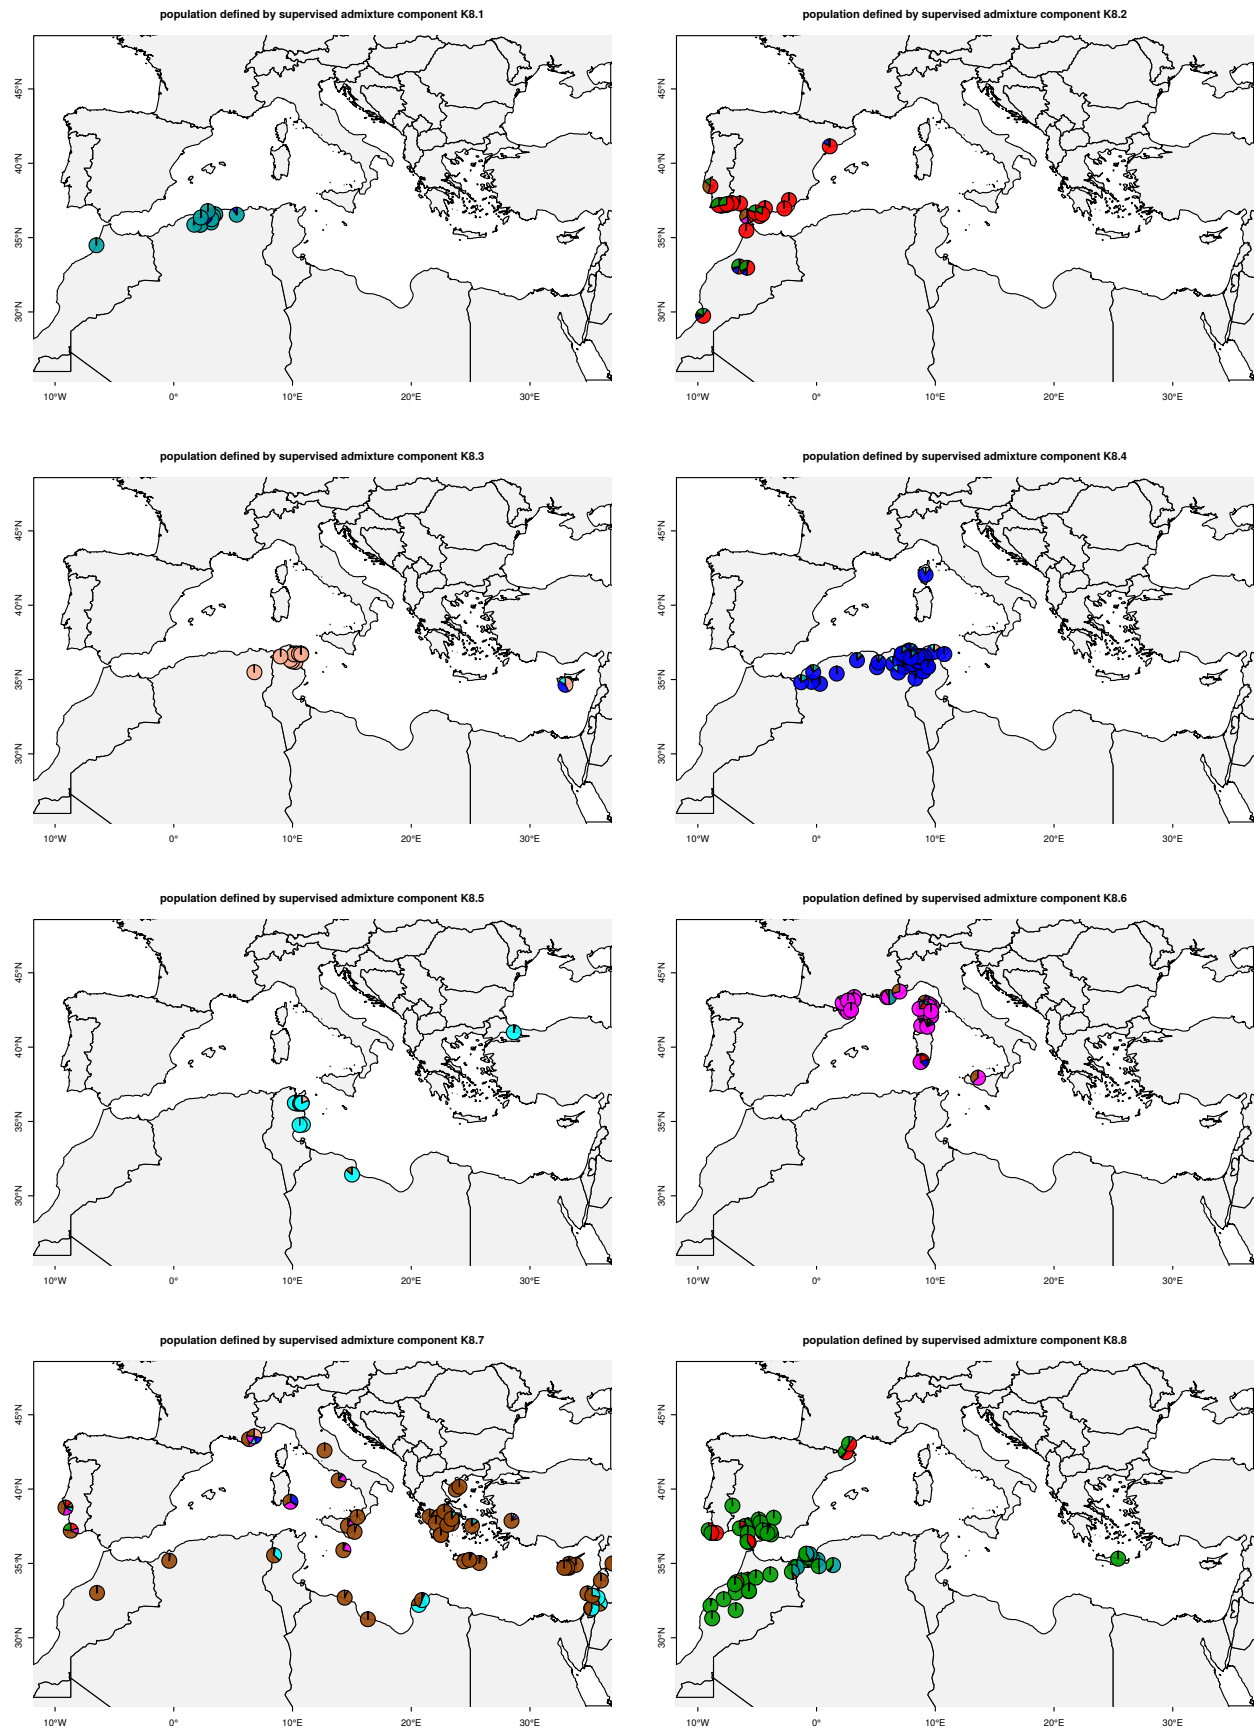 population defined by supervised admixture component K8.1
45°N
40°N
35°N
30°N
10°W 0° 10°E 20°E 30°E
population defined by supervised admixture component K8.2
45°N
40°N
35°N
30°N
10°W 0° 10°E 20°E 30°E
population defined by supervised admixture component K8.3
45°N
40°N
35°N
30°N
10°W 0° 10°E 20°E 30°E
population defined by supervised admixture component K8.4
45°N
40°N
35°N
30°N
10°W 0° 10°E 20°E 30°E
population defined by supervised admixture component K8.5
45°N
40°N
35°N
30°N
10°W 0° 10°E 20°E 30°E
population defined by supervised admixture component K8.6
45°N
40°N
35°N
30°N
10°W 0° 10°E 20°E 30°E
population defined by supervised admixture component K8.7
45°N
40°N
35°N
30°N
10°W 0° 10°E 20°E 30°E
population defined by supervised admixture component K8.8
45°N
40°N
35°N
30°N
10°W 0° 10°E 20°E 30°E